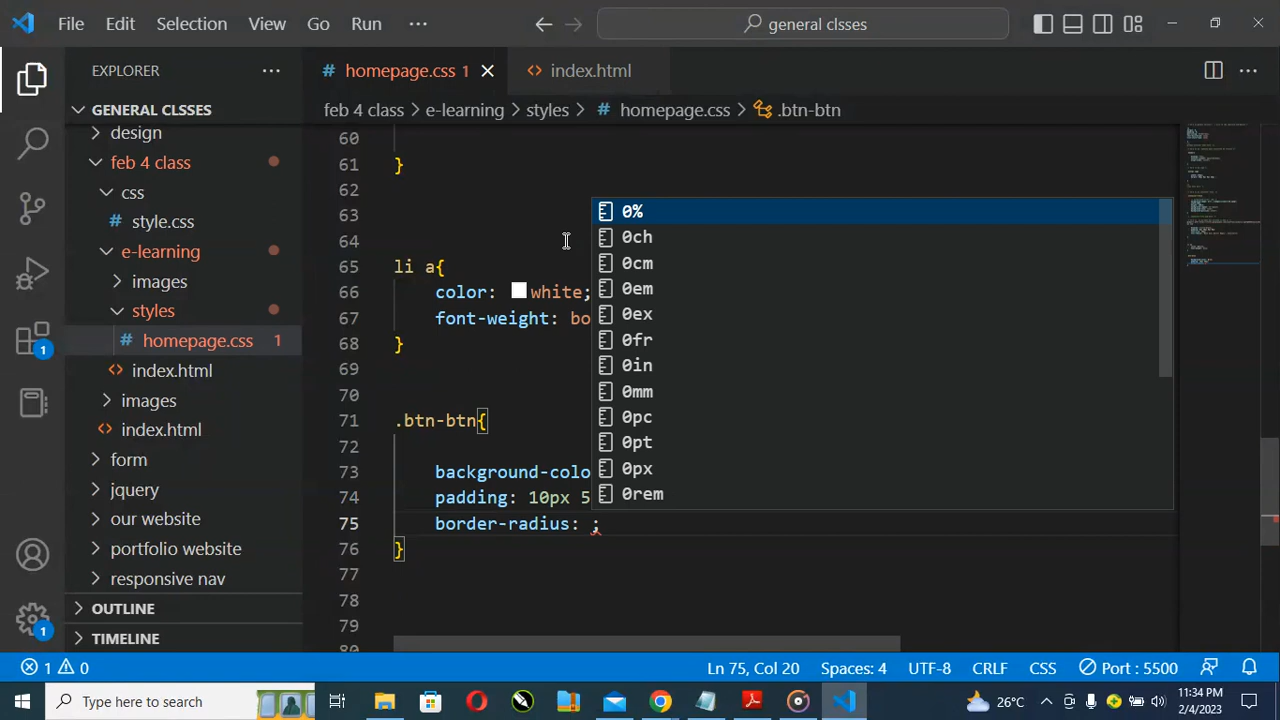 File Edit Selection View Go Run ··· general clsses
EXPLORER ···
homepage.css 1
index.html
GENERAL CLSSES
feb 4 class > e-learning > styles > # homepage.css > .btn-btn
design
feb 4 class
css
# style.css
e-learning
images
styles
# homepage.css 1
<> index.html
images
<> index.html
form
jquery
our website
portfolio website
responsive nav
OUTLINE
TIMELINE
60
61 }
62
63
64
65 li a{
66 color: white;
67 font-weight: bo
68 }
69
70
71 .btn-btn{
72
73 background-colo
74 padding: 10px 5
75 border-radius: ;
76 }
77
78
79
80
0%
0ch
0cm
0em
0ex
0fr
0in
0mm
0pc
0pt
0px
0rem
1
1
1 0 Ln 75, Col 20 Spaces: 4 UTF-8 CRLF CSS Port : 5500
Type here to search 26°C 11:34 PM
2/4/2023